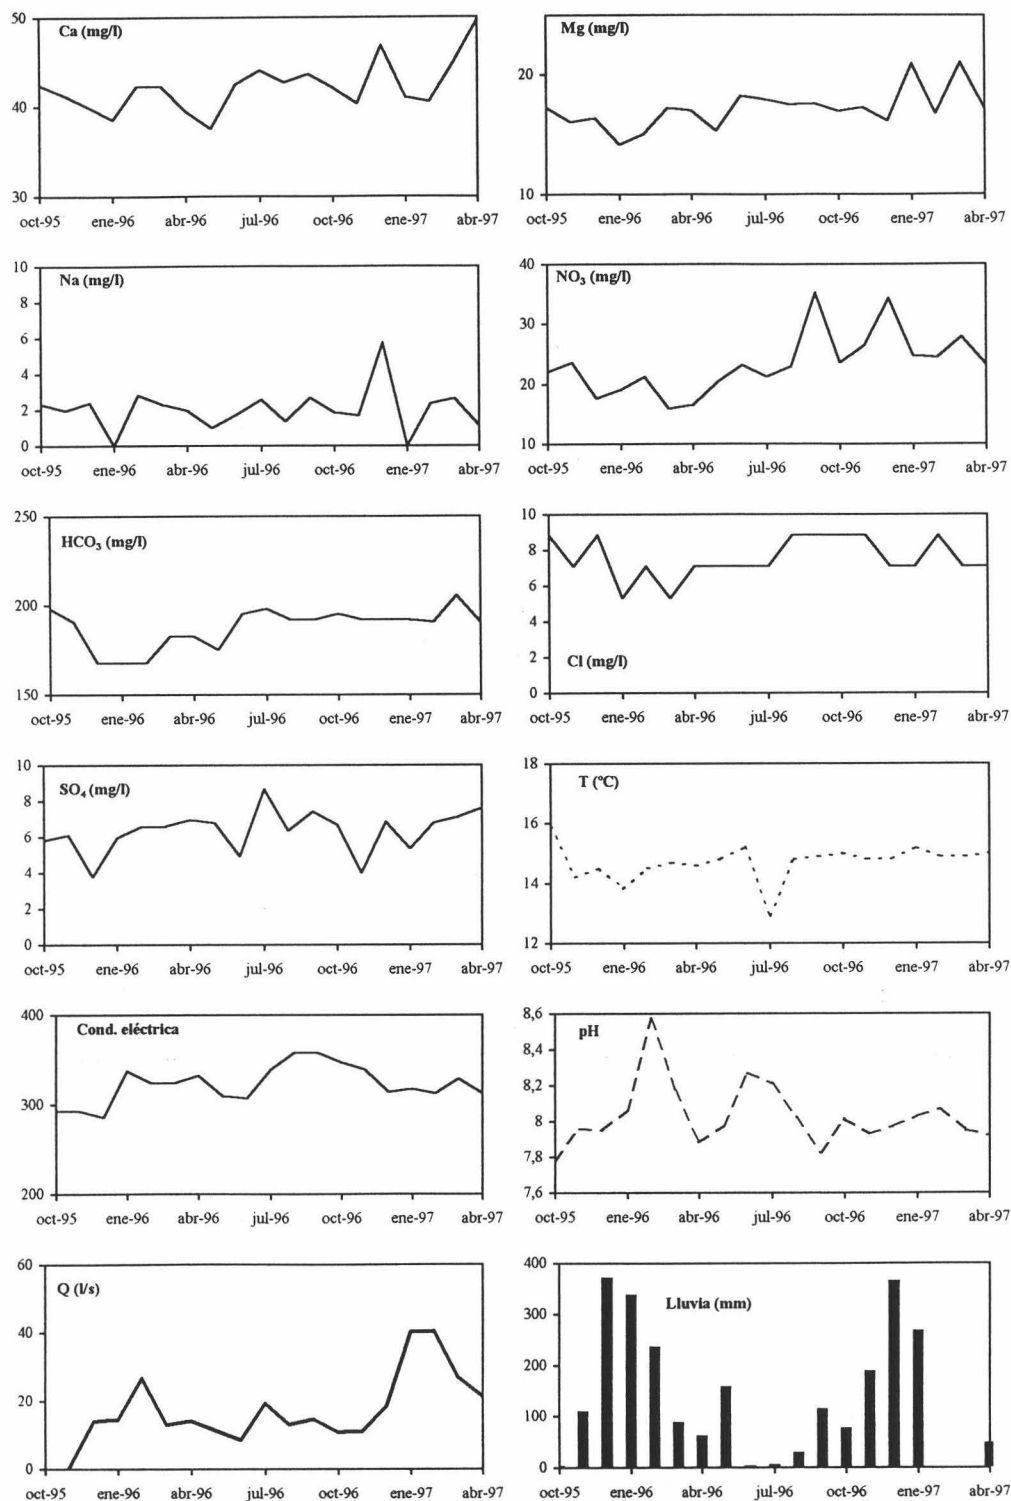 50
Ca (mg/l)
40
30
oct-95 ene-96 abr-96 jul-96 oct-96 ene-97 abr-97
Mg (mg/l)
20
10
oct-95 ene-96 abr-96 jul-96 oct-96 ene-97 abr-97
10
Na (mg/l)
8
6
4
2
0
oct-95 ene-96 abr-96 jul-96 oct-96 ene-97 abr-97
40
NO₃ (mg/l)
30
20
10
oct-95 ene-96 abr-96 jul-96 oct-96 ene-97 abr-97
250
HCO₃ (mg/l)
200
150
oct-95 ene-96 abr-96 jul-96 oct-96 ene-97 abr-97
10
8
6
4
2
Cl (mg/l)
0
oct-95 ene-96 abr-96 jul-96 oct-96 ene-97 abr-97
10
SO₄ (mg/l)
8
6
4
2
0
oct-95 ene-96 abr-96 jul-96 oct-96 ene-97 abr-97
18
T (ºC)
16
14
12
oct-95 ene-96 abr-96 jul-96 oct-96 ene-97 abr-97
400
Cond. eléctrica
300
200
oct-95 ene-96 abr-96 jul-96 oct-96 ene-97 abr-97
8,6
pH
8,4
8,2
8
7,8
7,6
oct-95 ene-96 abr-96 jul-96 oct-96 ene-97 abr-97
60
Q (l/s)
40
20
0
oct-95 ene-96 abr-96 jul-96 oct-96 ene-97 abr-97
400
Lluvia (mm)
300
200
100
0
oct-95 ene-96 abr-96 jul-96 oct-96 ene-97 abr-97